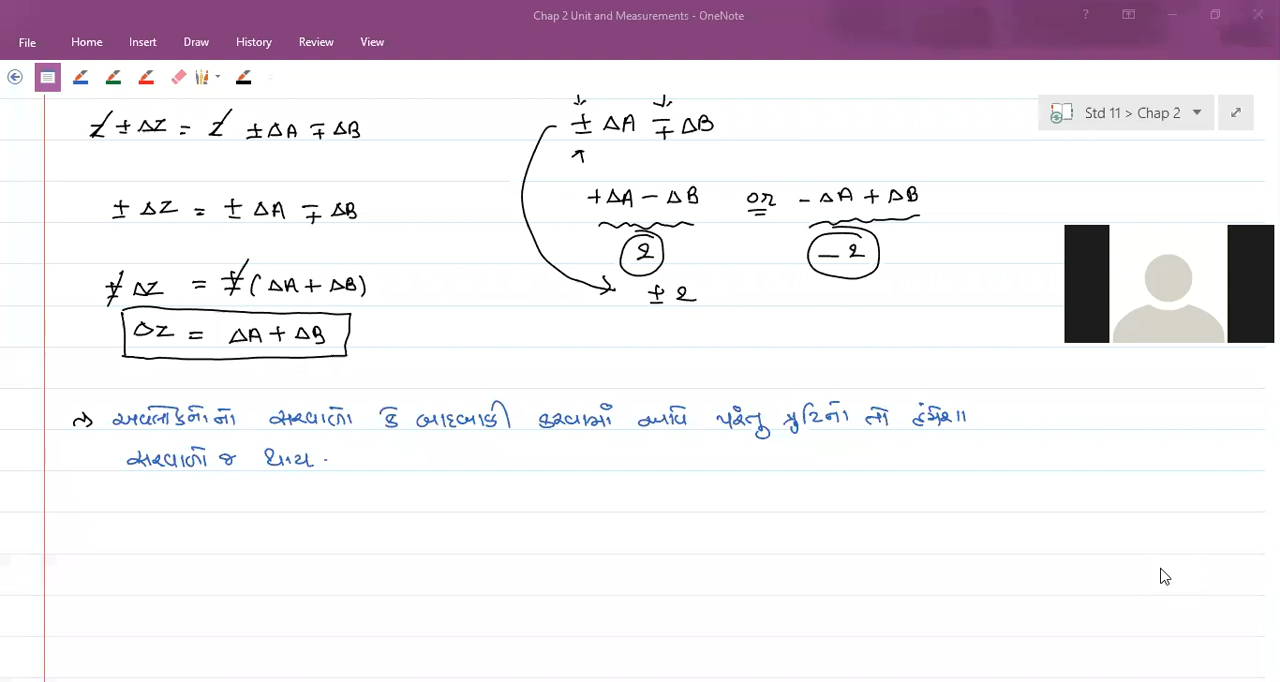 Chap 2 Unit and Measurements - OneNote
File Home Insert Draw History Review View
Std 11 > Chap 2
Z ± ΔZ = Z ± ΔA ∓ ΔB
± ΔZ = ± ΔA ∓ ΔB
∓ ΔZ = ∓ (ΔA + ΔB)
ΔZ = ΔA + ΔB
± ΔA ∓ ΔB
+ΔA − ΔB or − ΔA + ΔB
2 − 2
± 2
→ અવલોકનોના સરવાળા કે બાદબાકી કરવામાં આવે પરંતુ ત્રુટિનો તો હંમેશા
સરવાળો જ થાય .